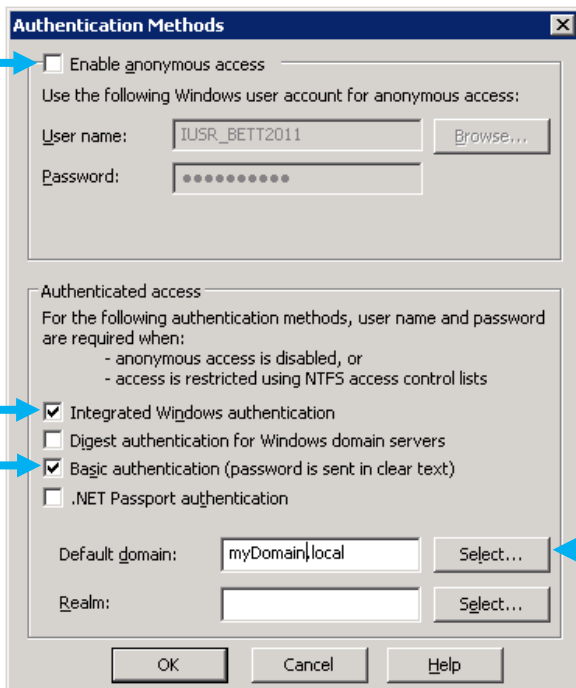 Authentication Methods
Enable anonymous access
Use the following Windows user account for anonymous access:
User name: IUSR_BETT2011 Browse...
Password: ●●●●●●●●●●
Authenticated access
For the following authentication methods, user name and password
are required when:
- anonymous access is disabled, or
- access is restricted using NTFS access control lists
Integrated Windows authentication
Digest authentication for Windows domain servers
Basic authentication (password is sent in clear text)
.NET Passport authentication
Default domain: myDomain.local Select...
Realm: Select...
OK Cancel Help